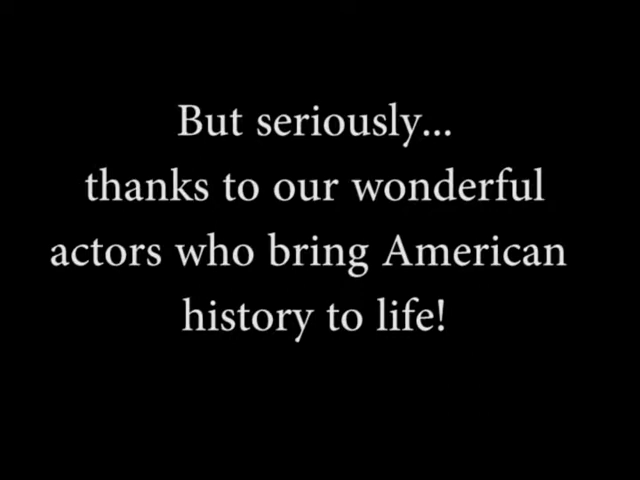 But seriously...
thanks to our wonderful
actors who bring American
history to life!